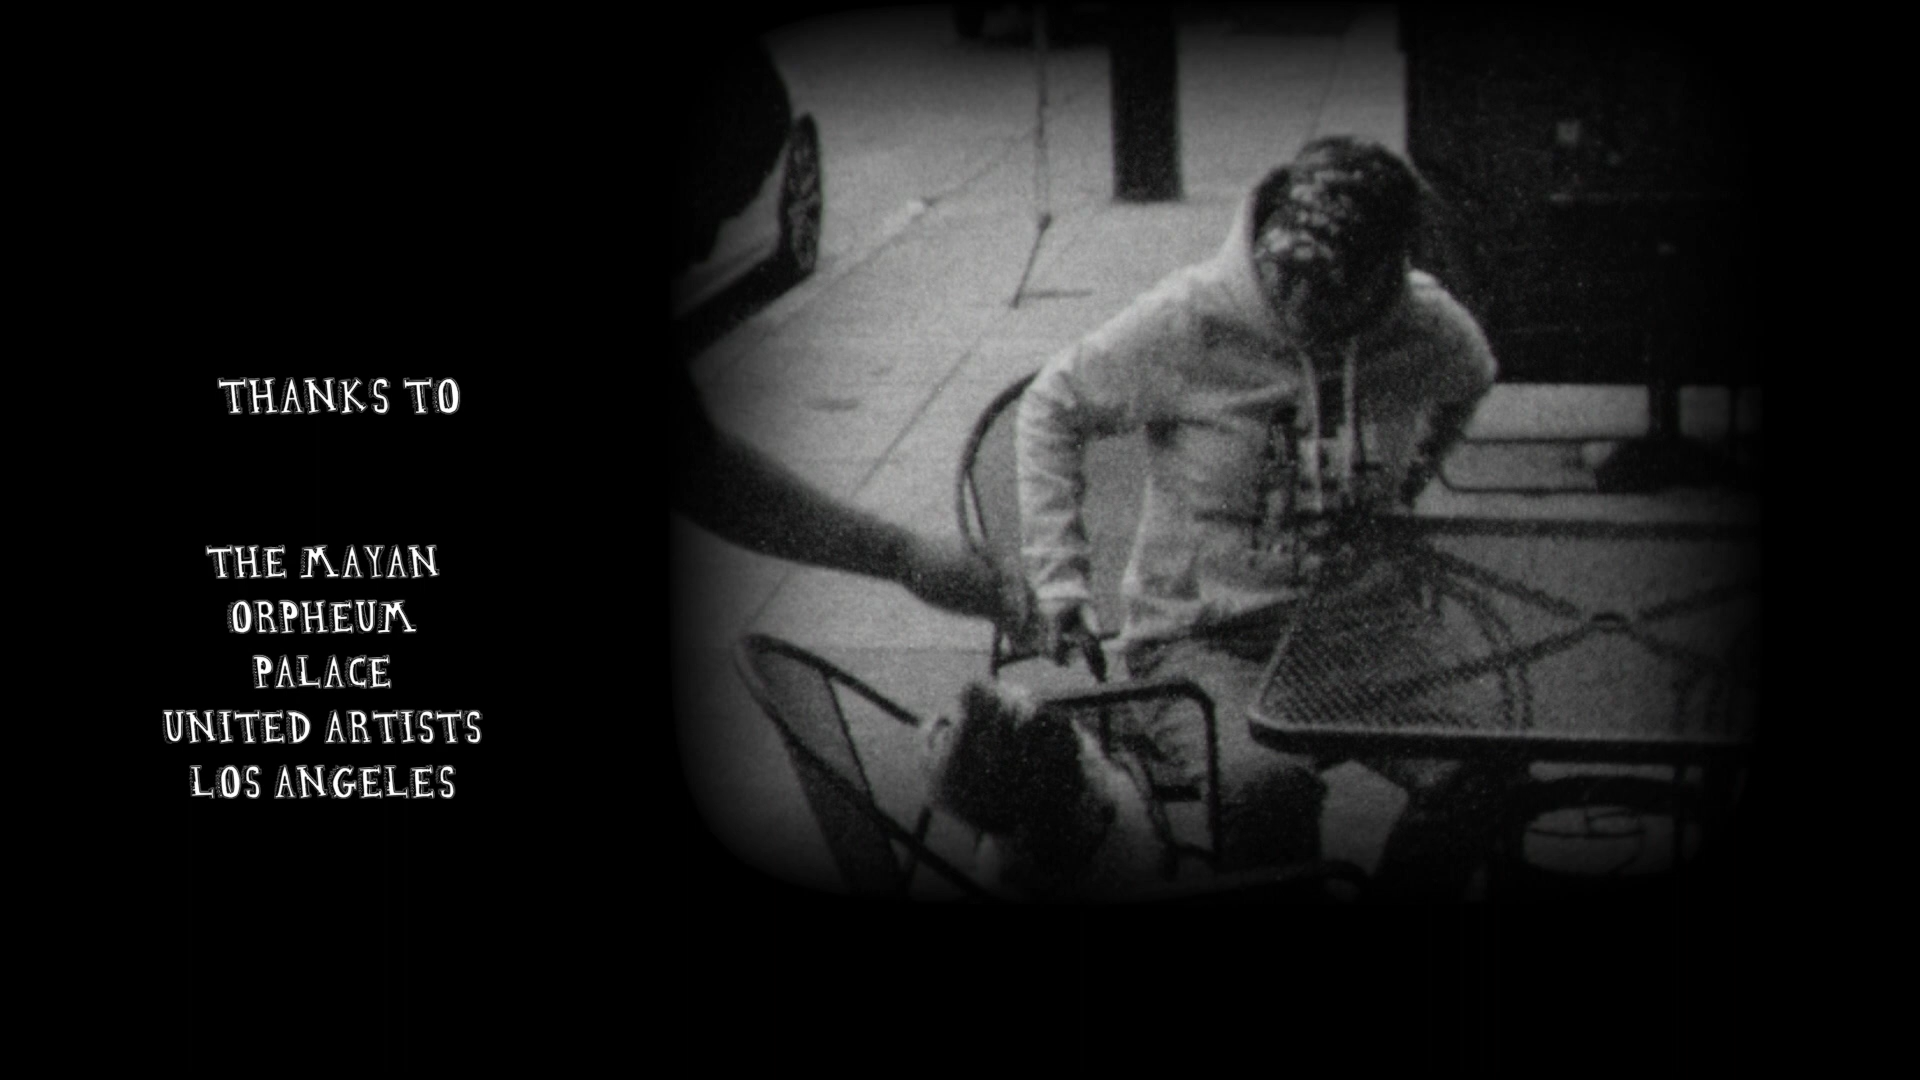 THANKS TO
THE MAYAN
ORPHEUM
PALACE
UNITED ARTISTS
LOS ANGELES